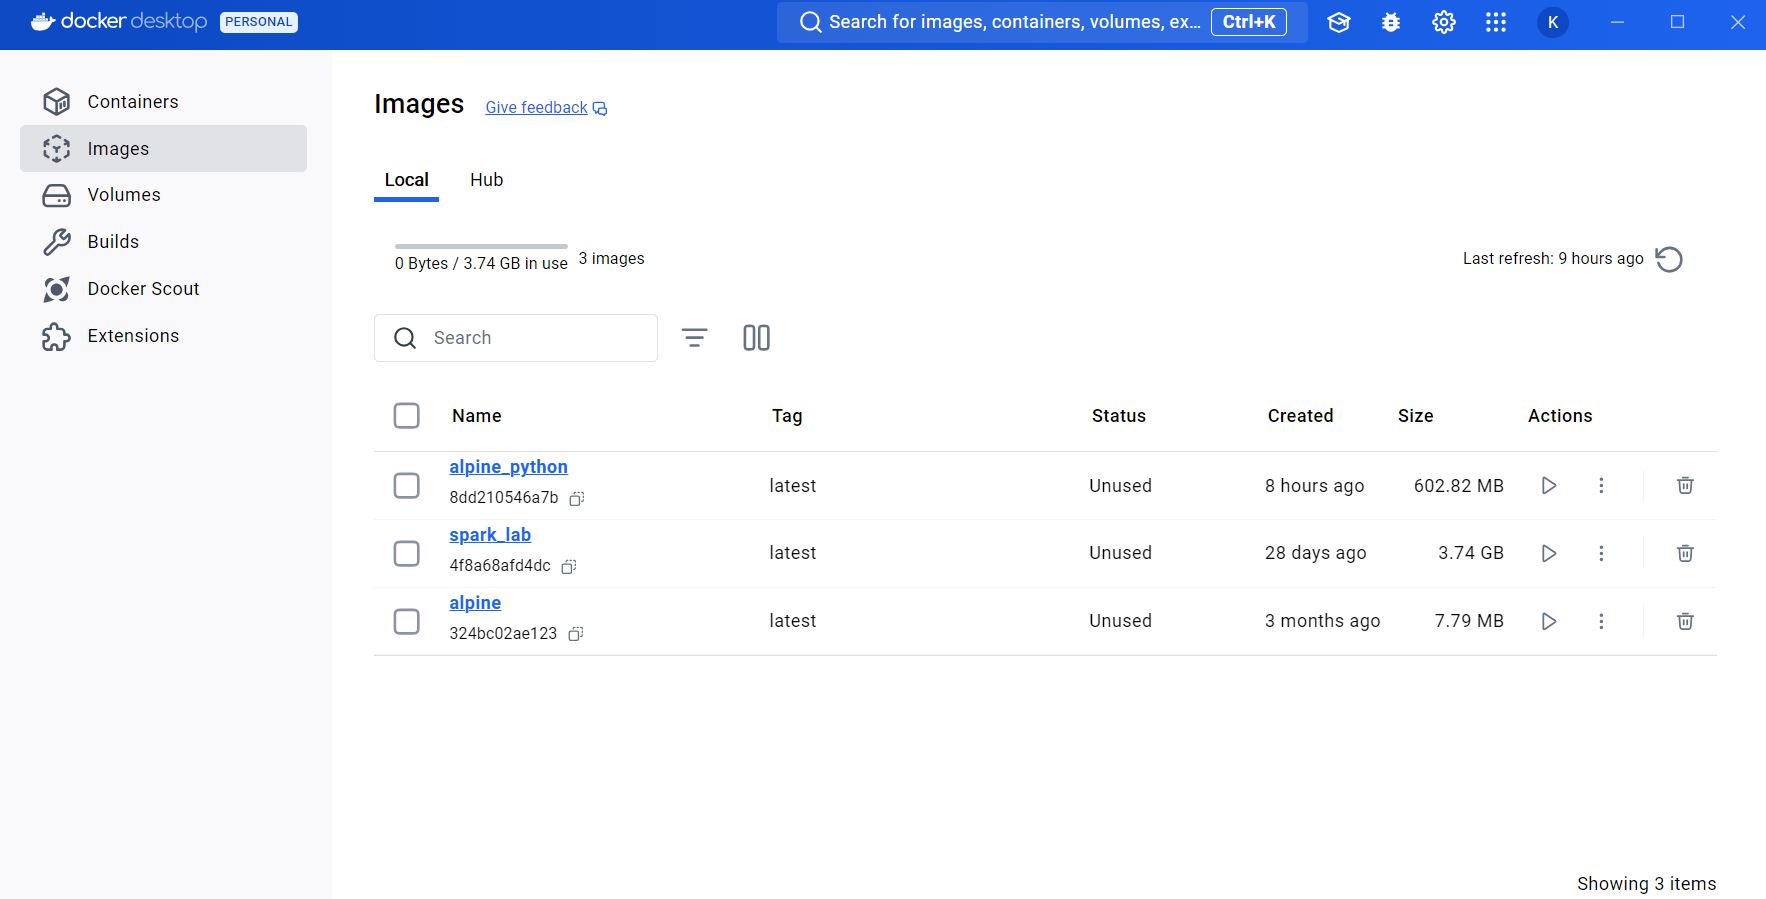 docker desktop PERSONAL
Search for images, containers, volumes, ex... Ctrl+K
K
Containers
Images
Volumes
Builds
Docker Scout
Extensions
Images Give feedback
Local Hub
0 Bytes / 3.74 GB in use 3 images
Last refresh: 9 hours ago
Search
Name Tag Status Created Size Actions
alpine_python
8dd210546a7b latest Unused 8 hours ago 602.82 MB
spark_lab
4f8a68afd4dc latest Unused 28 days ago 3.74 GB
alpine
324bc02ae123 latest Unused 3 months ago 7.79 MB
Showing 3 items